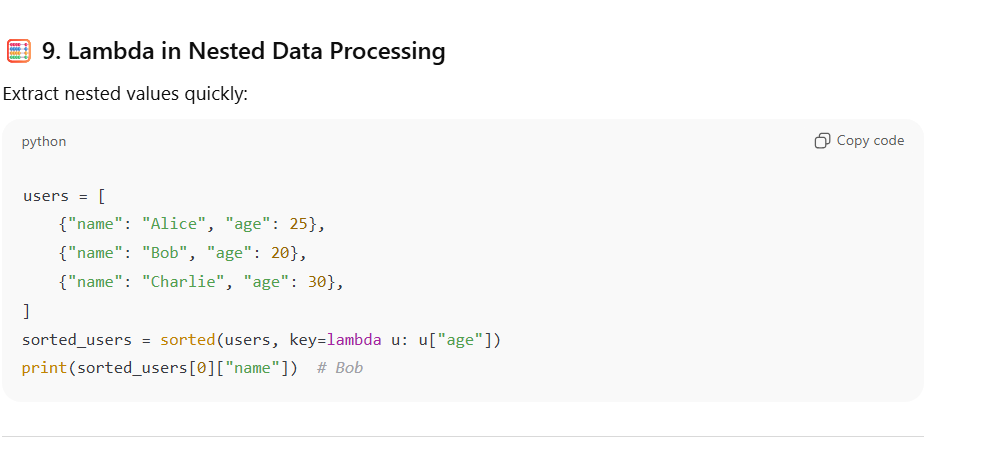 9. Lambda in Nested Data Processing
Extract nested values quickly:
python
Copy code
users = [
    {"name": "Alice", "age": 25},
    {"name": "Bob", "age": 20},
    {"name": "Charlie", "age": 30},
]
sorted_users = sorted(users, key=lambda u: u["age"])
print(sorted_users[0]["name"])  # Bob